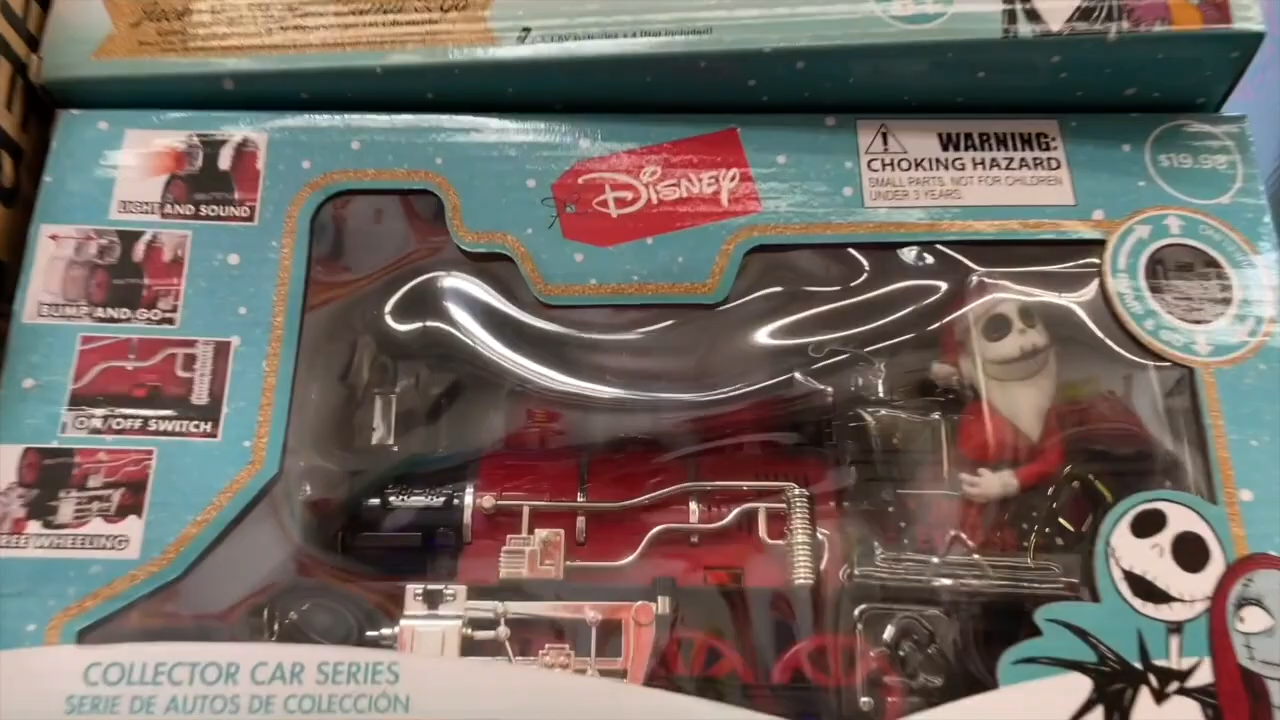 LIGHT AND SOUND
BUMP AND GO
ON/OFF SWITCH
REE WHEELING
DISNEY
WARNING:
CHOKING HAZARD
SMALL PARTS. NOT FOR CHILDREN
UNDER 3 YEARS.
$19.98
COLLECTOR CAR SERIES
SERIE DE AUTOS DE COLECCIÓN